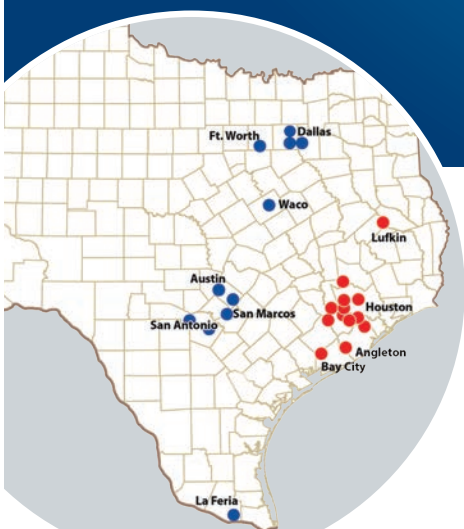 Ft. Worth
Dallas
Waco
Lufkin
Austin
Houston
San Marcos
San Antonio
Angleton
Bay City
La Feria